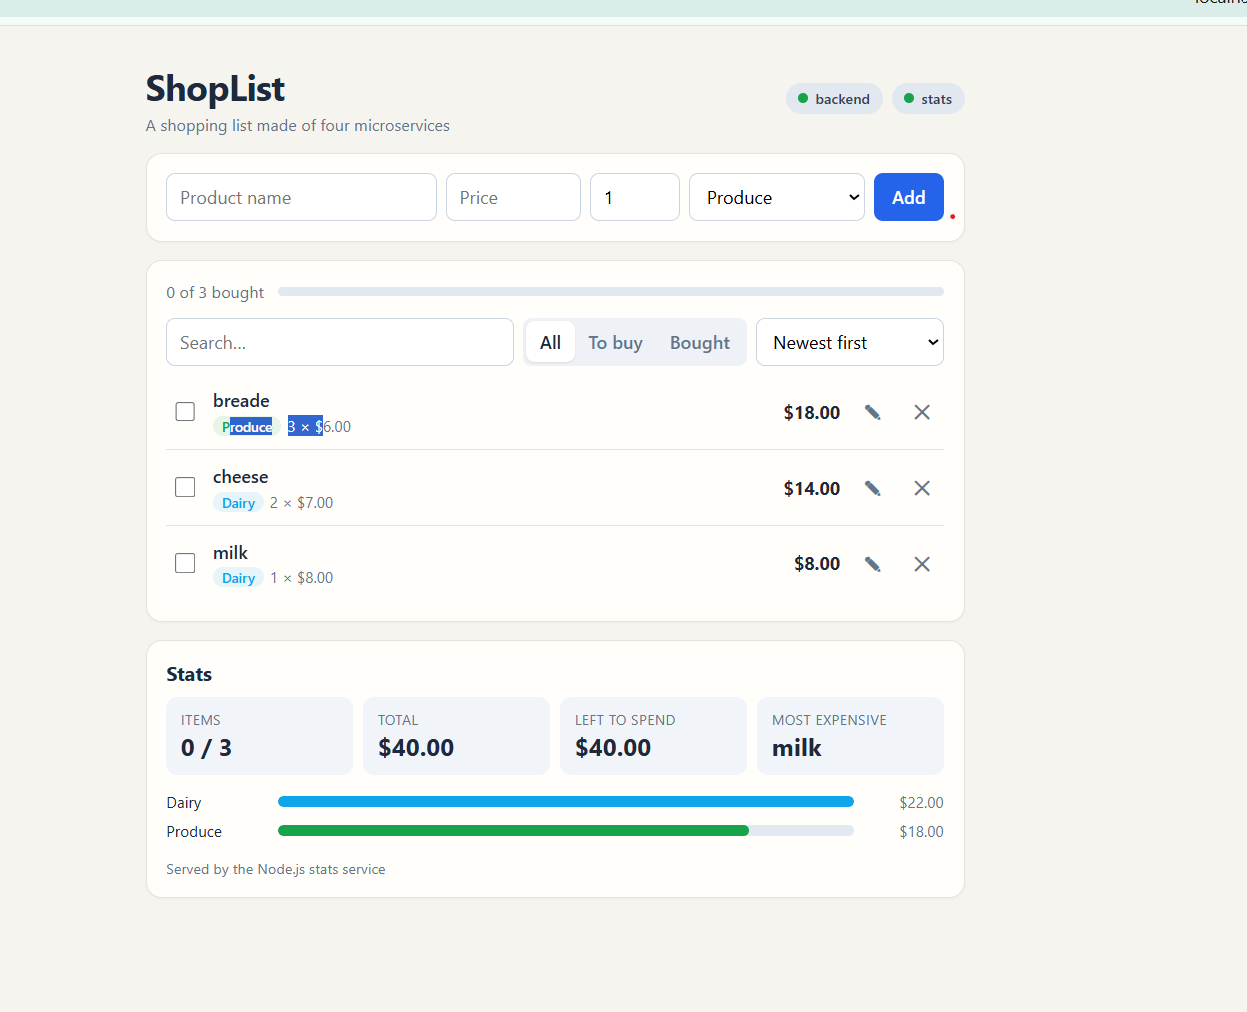 ShopList
A shopping list made of four microservices
backend
stats
Product name
Price
1
Produce
Add
0 of 3 bought
Search...
All
To buy
Bought
Newest first
breade
Produce 3 × $6.00
$18.00
cheese
Dairy 2 × $7.00
$14.00
milk
Dairy 1 × $8.00
$8.00
Stats
ITEMS
0 / 3
TOTAL
$40.00
LEFT TO SPEND
$40.00
MOST EXPENSIVE
milk
Dairy
$22.00
Produce
$18.00
Served by the Node.js stats service